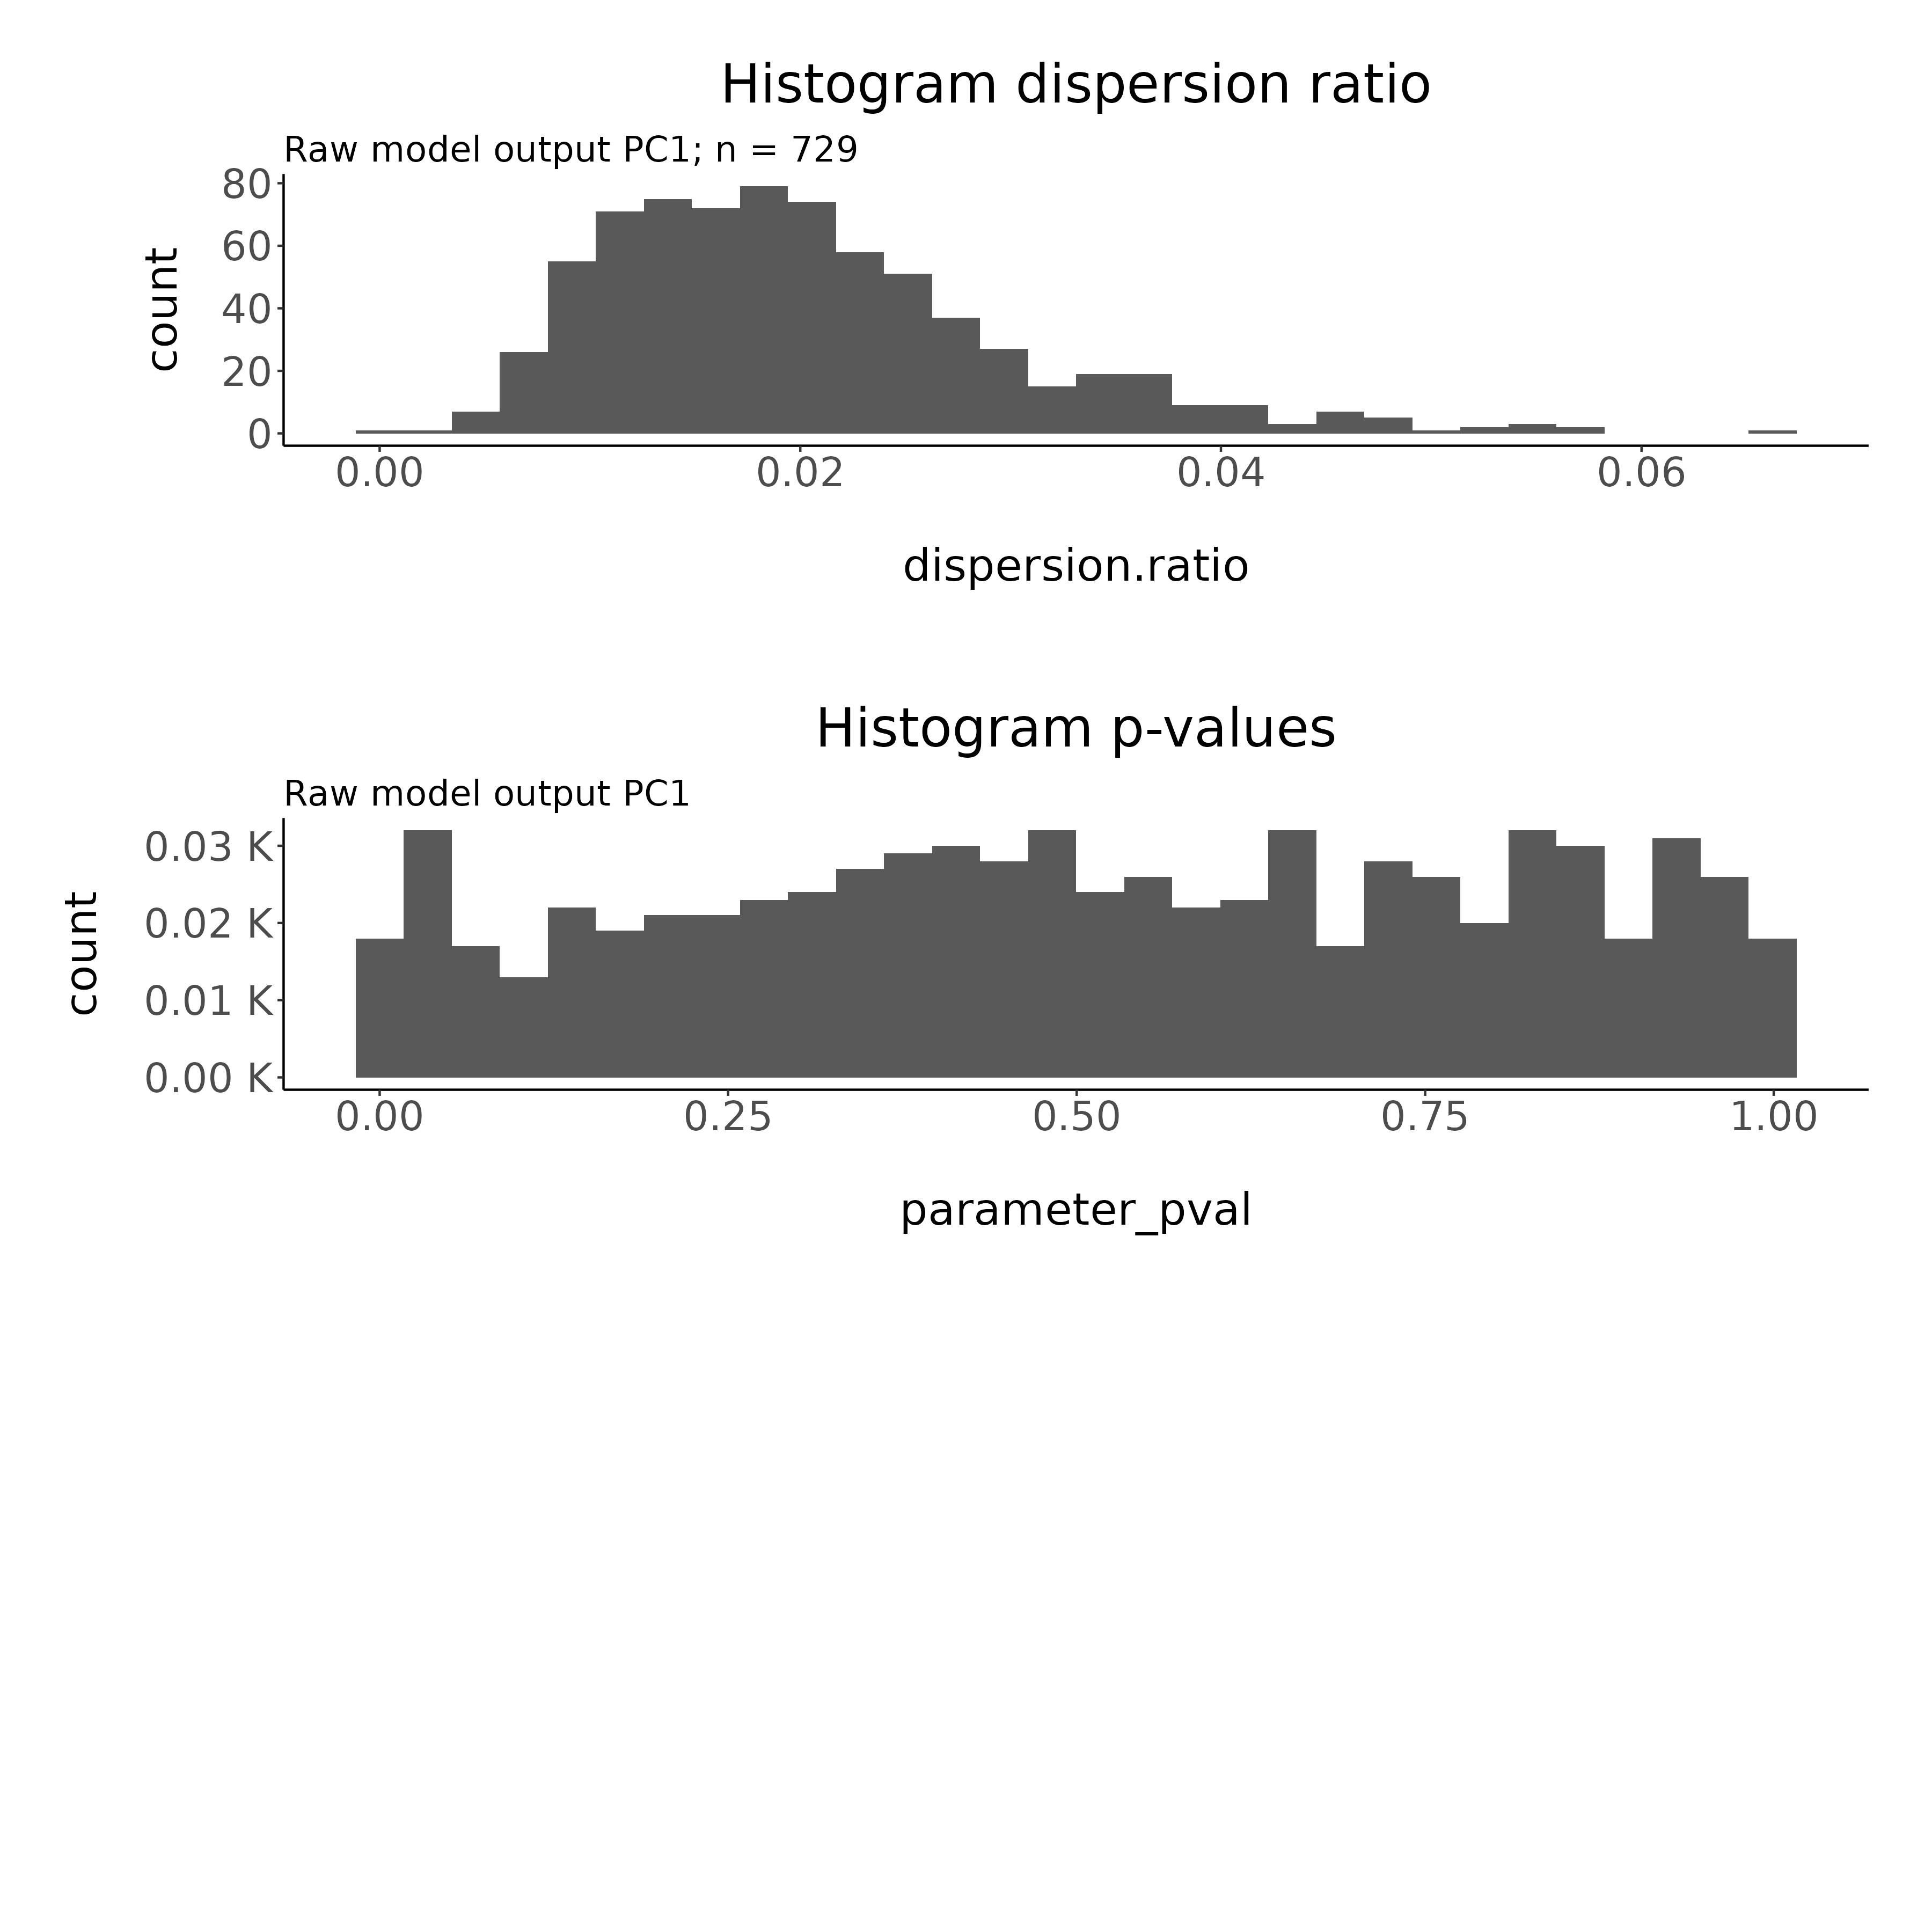 Histogram dispersion ratio
Raw model output PC1; n = 729
80
60
40
20
0
count
0.00 0.02 0.04 0.06
dispersion.ratio
Histogram p-values
Raw model output PC1
0.03 K
0.02 K
0.01 K
0.00 K
count
0.00 0.25 0.50 0.75 1.00
parameter_pval